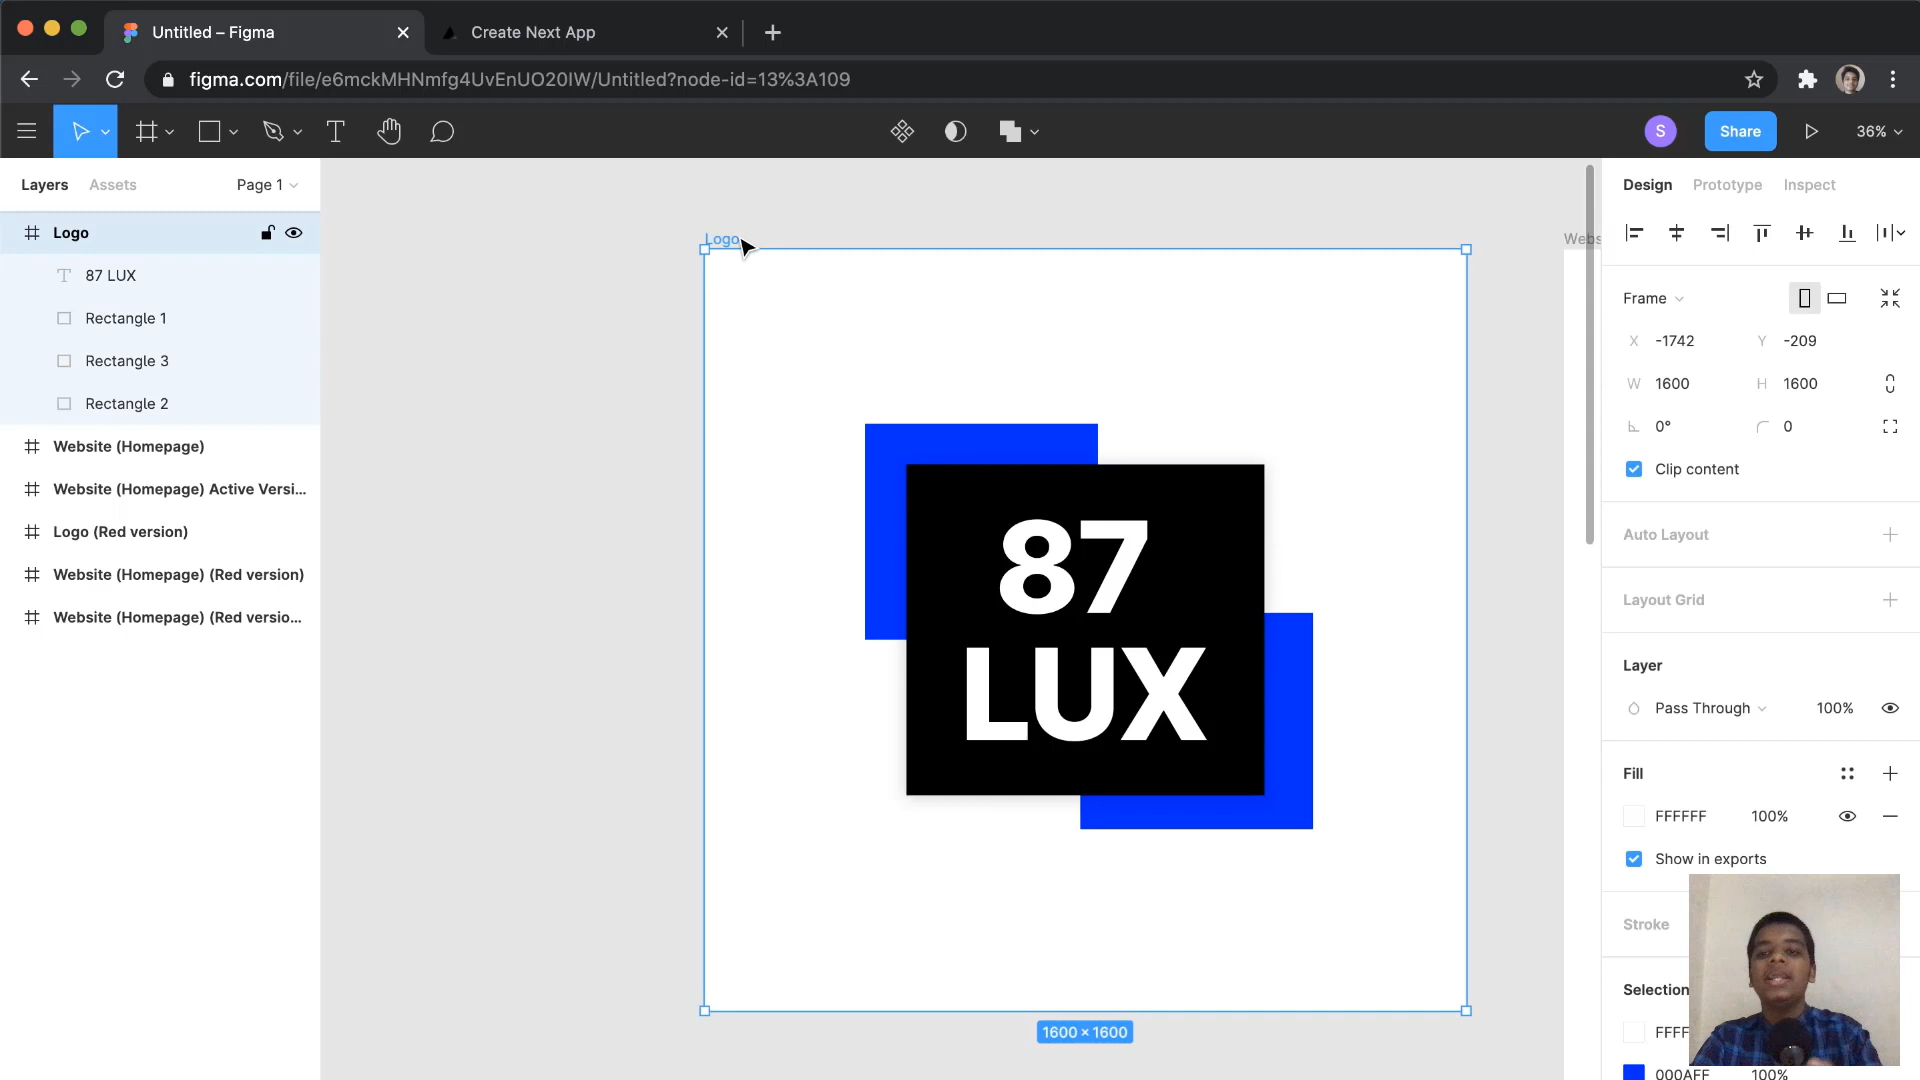 Untitled – Figma
Create Next App
figma.com/file/e6mckMHNmfg4UvEnUO20IW/Untitled?node-id=13%3A109
S
Share
36%
Layers
Assets
Page 1
Design
Prototype
Inspect
Logo
87 LUX
Rectangle 1
Rectangle 3
Rectangle 2
Website (Homepage)
Website (Homepage) Active Versi...
Logo (Red version)
Website (Homepage) (Red version)
Website (Homepage) (Red versio...
Logo
Webs
87
LUX
1600 × 1600
Frame
X -1742
Y -209
W 1600
H 1600
0°
0
Clip content
Auto Layout
Layout Grid
Layer
Pass Through
100%
Fill
FFFFFF
100%
Show in exports
Stroke
Selection
FFFF
000AFF
100%